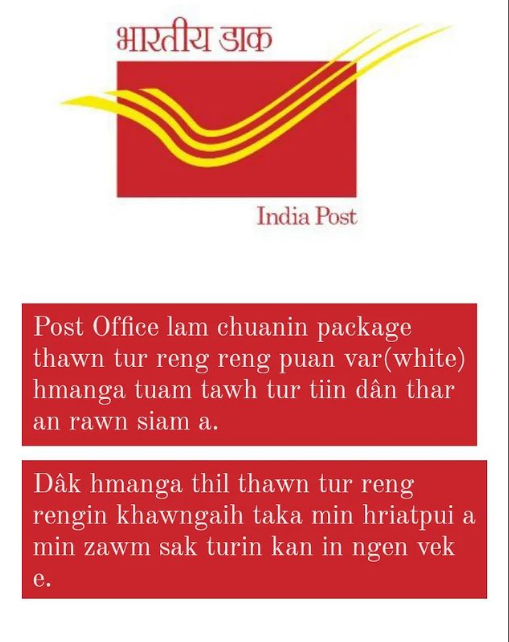 भारतीय डाक
India Post
Post Office lam chuanin package
thawn tur reng reng puan var(white)
hmanga tuam tawh tur tiin dân thar
an rawn siam a.
Dâk hmanga thil thawn tur reng
rengin khawngaih taka min hriatpui a
min zawm sak turin kan in ngen vek
e.